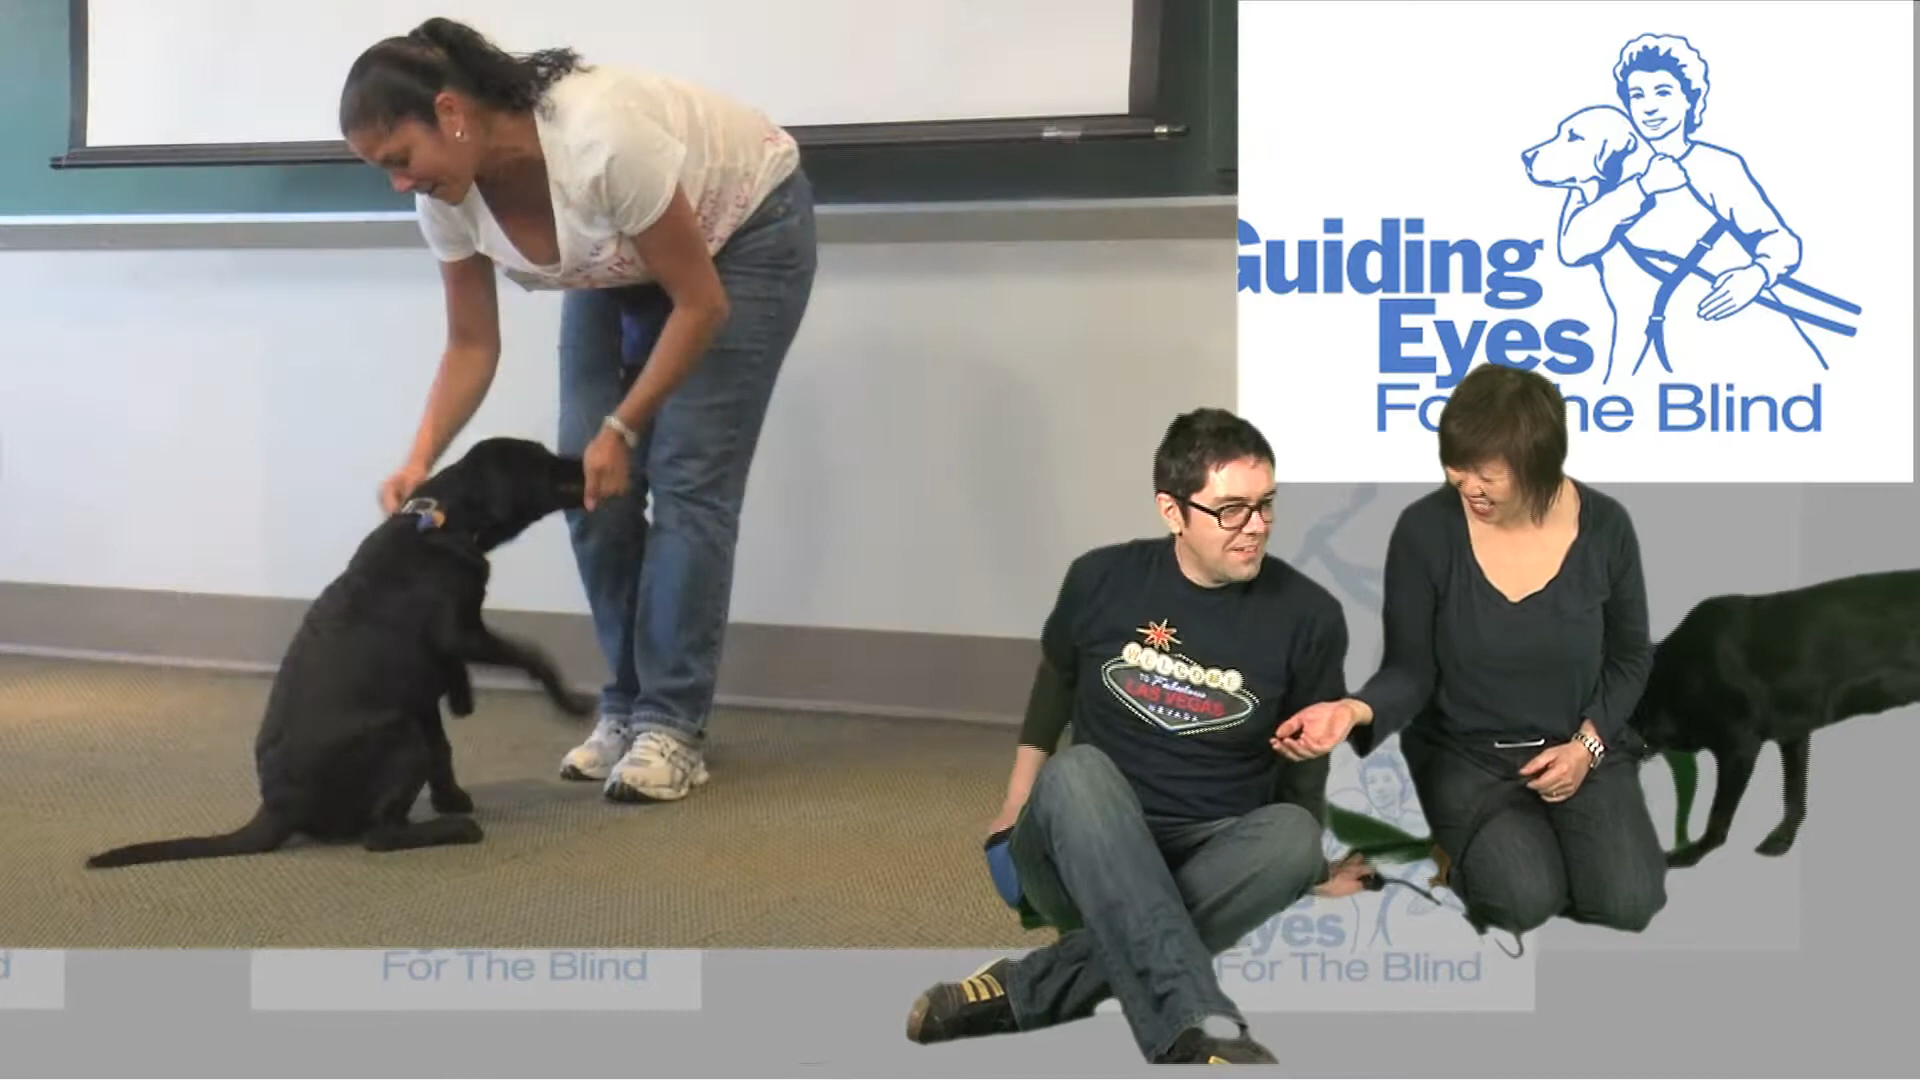 Guiding
Eyes
For The Blind
WELCOME
TO Fabulous
LAS VEGAS
NEVADA
d
For The Blind
Eyes
For The Blind